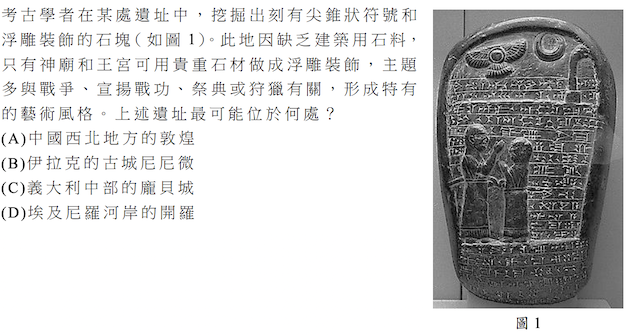 考古學者在某處遺址中，挖掘出刻有尖錐狀符號和
浮雕裝飾的石塊（如圖 1）。此地因缺乏建築用石料，
只有神廟和王宮可用貴重石材做成浮雕裝飾，主題
多與戰爭、宣揚戰功、祭典或狩獵有關，形成特有
的藝術風格。上述遺址最可能位於何處？
(A)中國西北地方的敦煌
(B)伊拉克的古城尼尼微
(C)義大利中部的龐貝城
(D)埃及尼羅河岸的開羅
圖 1